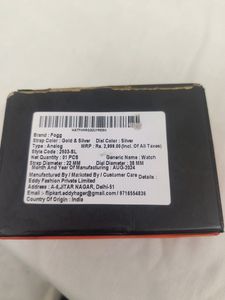 Brand : Fogg
Strap Color : Gold & Silver Dial Color : Silver
Type : Analog MRP : Rs. 2,999.00 (Incl. Of All Taxes)
Style Code : 2503-SL
Net Quantity : 01 PCS Generic Name : Watch
Strap Diameter : 22 MM Dial Diameter : 38 MM
Month And Year Of Manufacturing : AUG-2024
Manufactured By / Marketed By / Customer Care Details :
Eddy Fashion Private Limited
Address : A-8,JITAR NAGAR, Delhi-51
Email : - flipkart.eddyhager@gmail.com / 9716554836
Country Of Origin : India